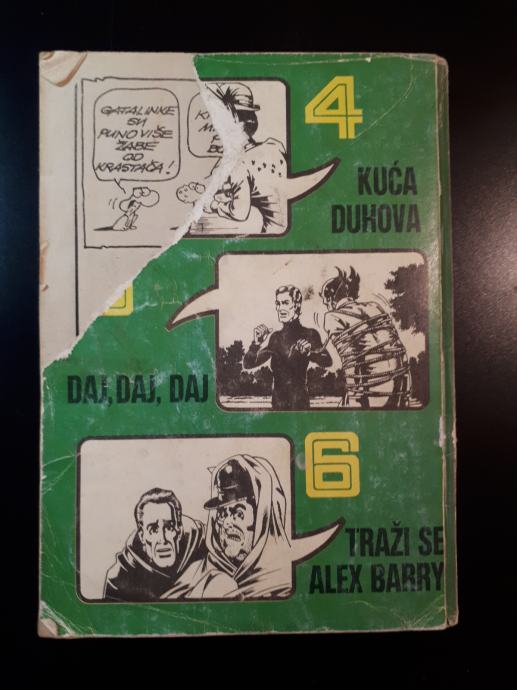 GATALINKE
SU
PUNO VIŠE
ŽABE
OD
KRASTAČA!
4
KUĆA
DUHOVA
DAJ, DAJ, DAJ
6
TRAŽI SE
ALEX BARRY